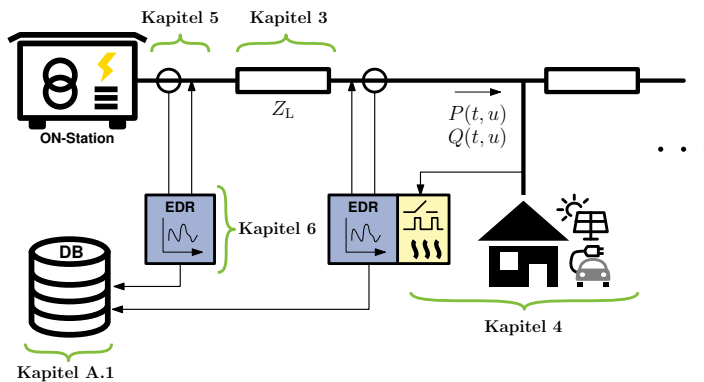 Kapitel 5
Kapitel 3
ON-Station
Z_L
P(t, u)
Q(t, u)
. . .
EDR
Kapitel 6
EDR
DB
Kapitel 4
Kapitel A.1